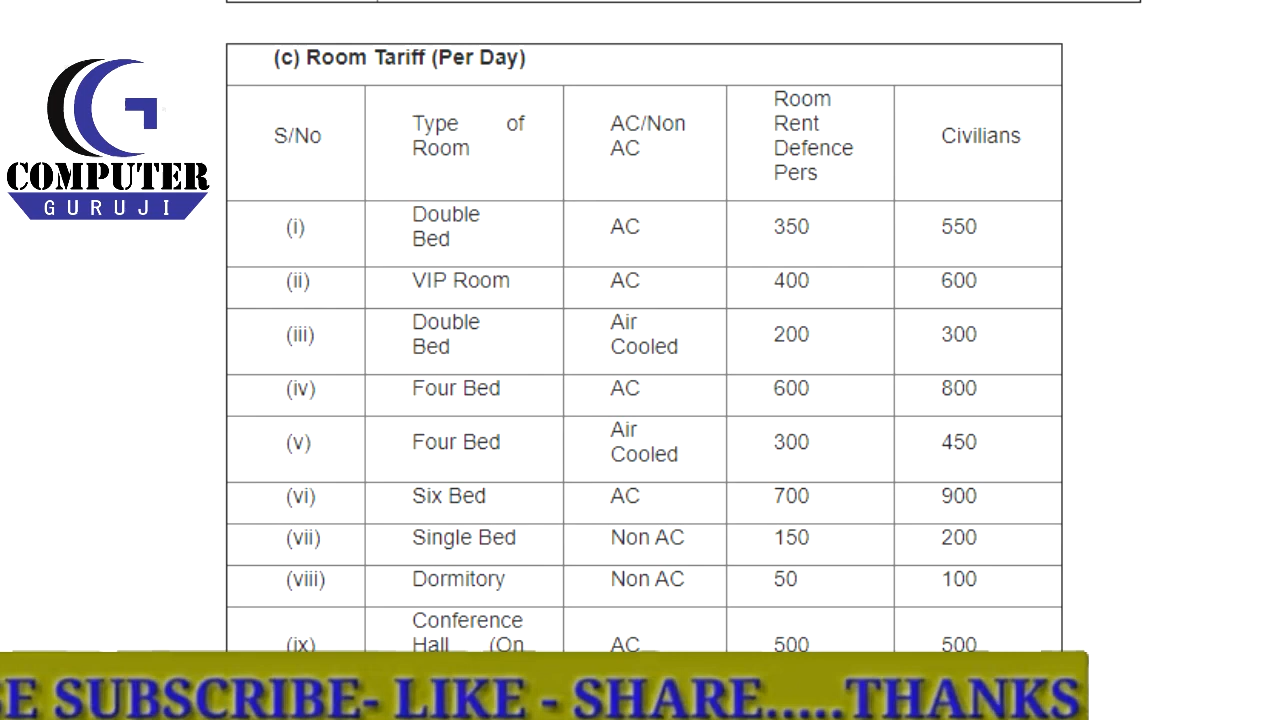 (c) Room Tariff (Per Day)
S/No
Type of
Room
AC/Non
AC
Room
Rent
Defence
Pers
Civilians
(i)
Double
Bed
AC
350
550
(ii)
VIP Room
AC
400
600
(iii)
Double
Bed
Air
Cooled
200
300
(iv)
Four Bed
AC
600
800
(v)
Four Bed
Air
Cooled
300
450
(vi)
Six Bed
AC
700
900
(vii)
Single Bed
Non AC
150
200
(viii)
Dormitory
Non AC
50
100
(ix)
Conference
Hall (On
AC
500
500
COMPUTER
GURUJI
SE SUBSCRIBE- LIKE - SHARE.....THANKS